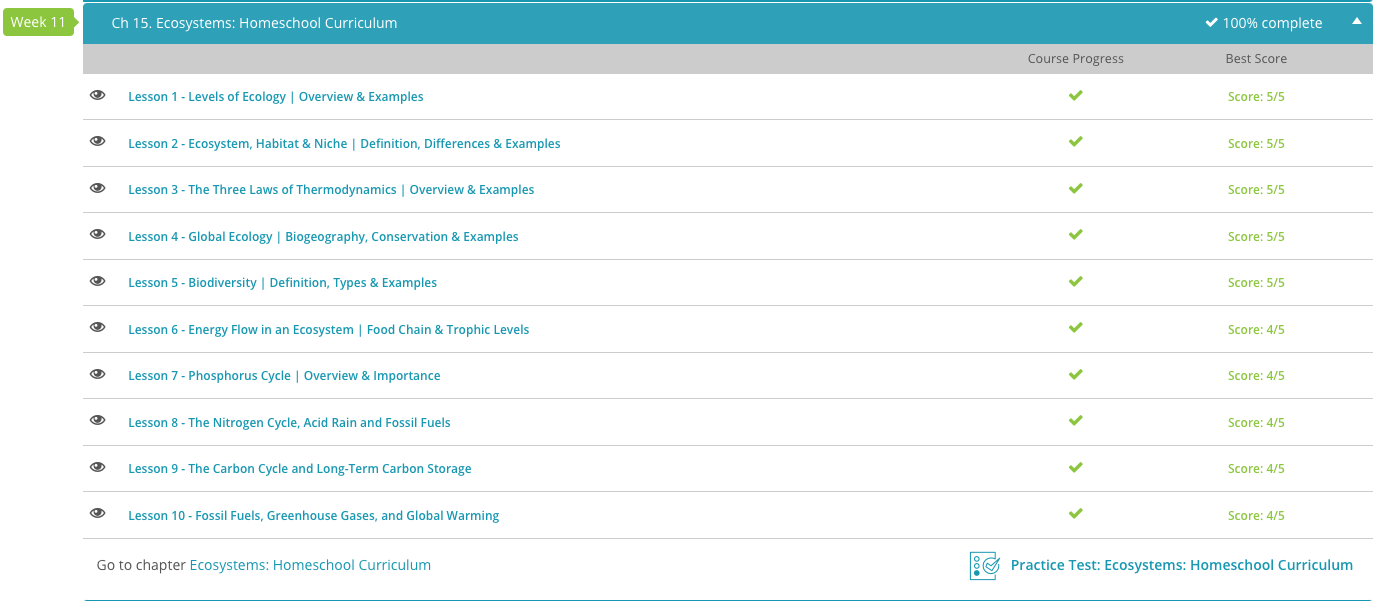 Week 11
Ch 15. Ecosystems: Homeschool Curriculum 100% complete
Course Progress Best Score
Lesson 1 - Levels of Ecology | Overview & Examples Score: 5/5
Lesson 2 - Ecosystem, Habitat & Niche | Definition, Differences & Examples Score: 5/5
Lesson 3 - The Three Laws of Thermodynamics | Overview & Examples Score: 5/5
Lesson 4 - Global Ecology | Biogeography, Conservation & Examples Score: 5/5
Lesson 5 - Biodiversity | Definition, Types & Examples Score: 5/5
Lesson 6 - Energy Flow in an Ecosystem | Food Chain & Trophic Levels Score: 4/5
Lesson 7 - Phosphorus Cycle | Overview & Importance Score: 4/5
Lesson 8 - The Nitrogen Cycle, Acid Rain and Fossil Fuels Score: 4/5
Lesson 9 - The Carbon Cycle and Long-Term Carbon Storage Score: 4/5
Lesson 10 - Fossil Fuels, Greenhouse Gases, and Global Warming Score: 4/5
Go to chapter Ecosystems: Homeschool Curriculum Practice Test: Ecosystems: Homeschool Curriculum